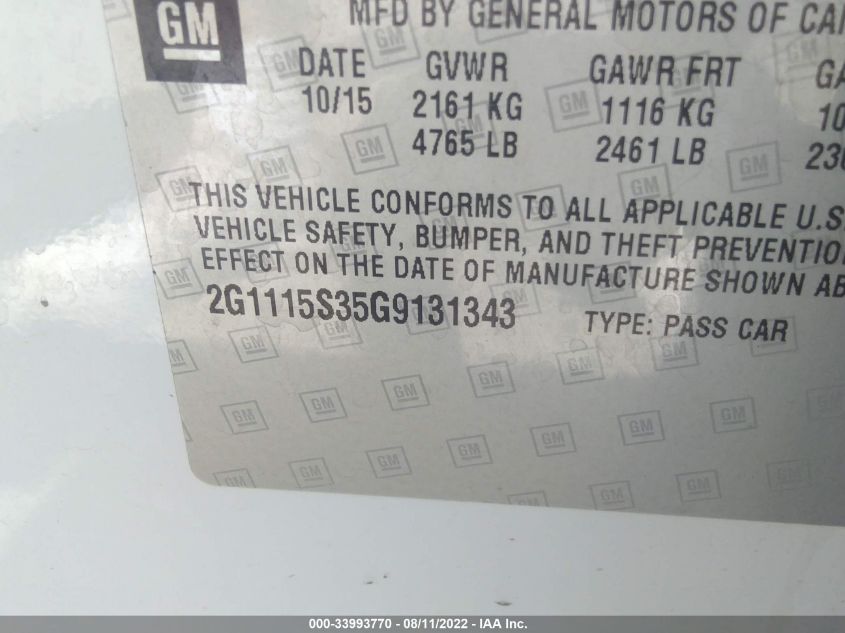 GM
MFD BY GENERAL MOTORS OF
DATE GVWR GAWR FRT
10/15 2161 KG 1116 KG
4765 LB 2461 LB
THIS VEHICLE CONFORMS TO ALL APPLICABLE U.S
VEHICLE SAFETY, BUMPER, AND THEFT
EFFECT ON THE DATE OF MANUFACTURE SHOWN
2G1115S35G9131343 TYPE: PASS CAR
000-33993770 - 08/11/2022 - IAA Inc.